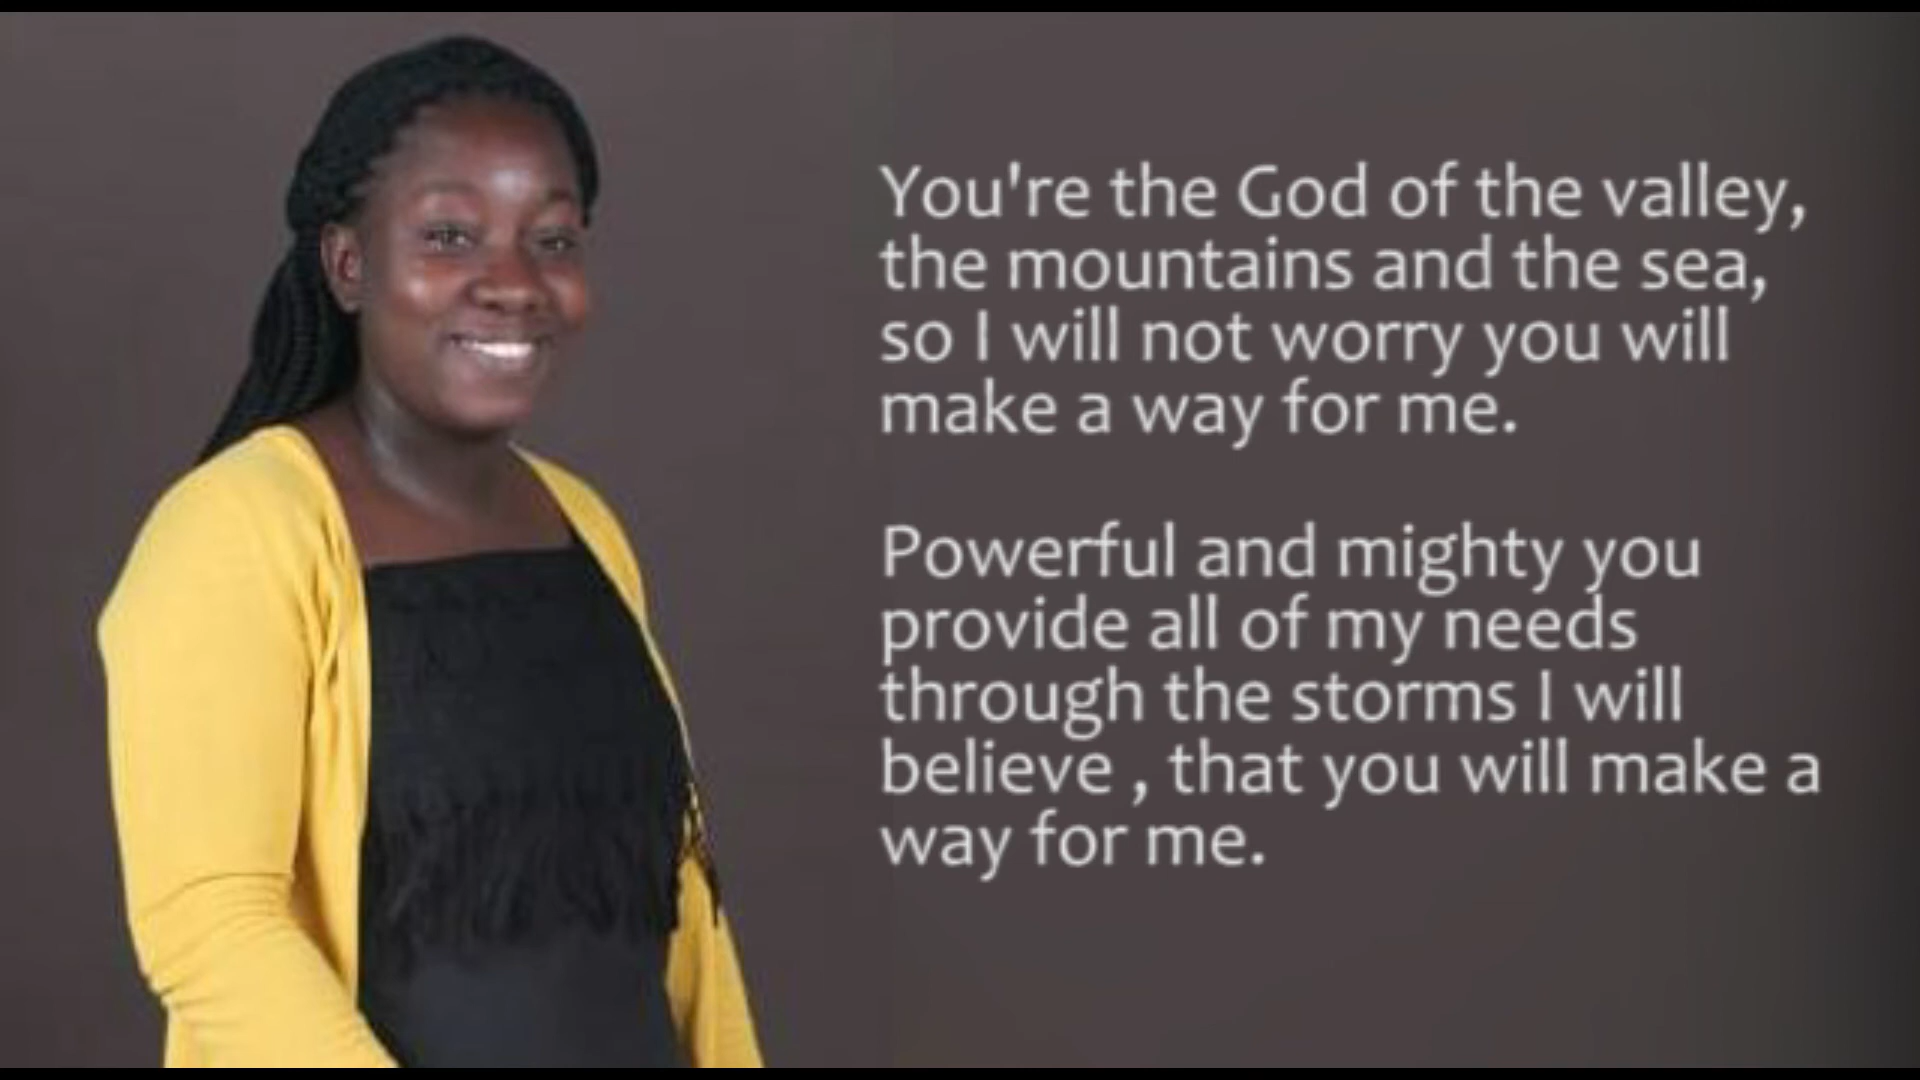 You're the God of the valley,
the mountains and the sea,
so I will not worry you will
make a way for me.
Powerful and mighty you
provide all of my needs
through the storms I will
believe , that you will make a
way for me.